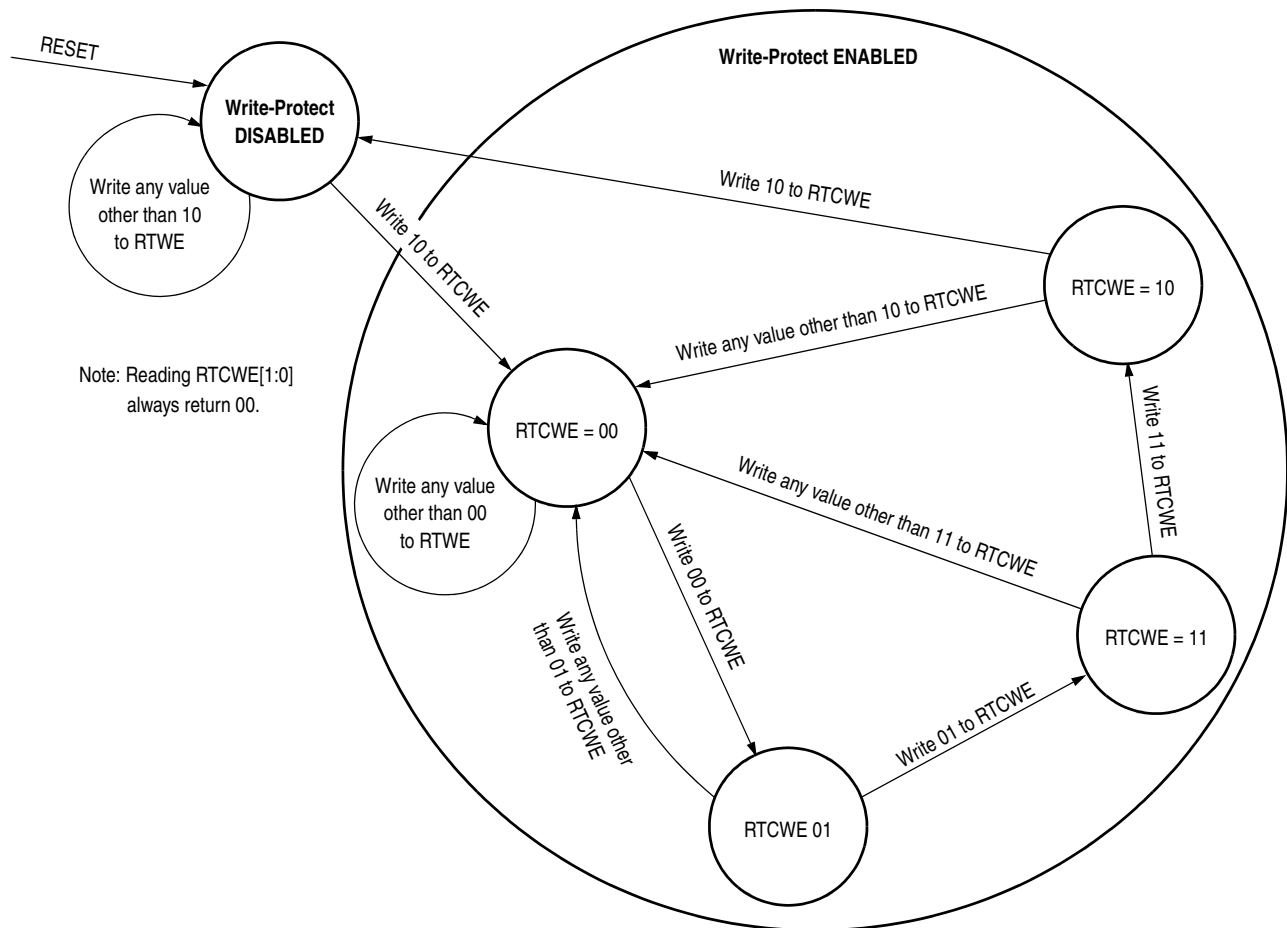 RESET
Write-Protect ENABLED
Write-Protect
DISABLED
Write any value
other than 10
to RTWE
Write 10 to RTCWE
Write 10 to RTCWE
RTCWE = 10
Write any value other than 10 to RTCWE
Note: Reading RTCWE[1:0]
always return 00.
RTCWE = 00
Write 11 to RTCWE
Write any value other than 11 to RTCWE
Write any value
other than 00
to RTWE
Write 00 to RTCWE
Write any value other
than 01 to RTCWE
RTCWE = 11
Write 01 to RTCWE
RTCWE 01